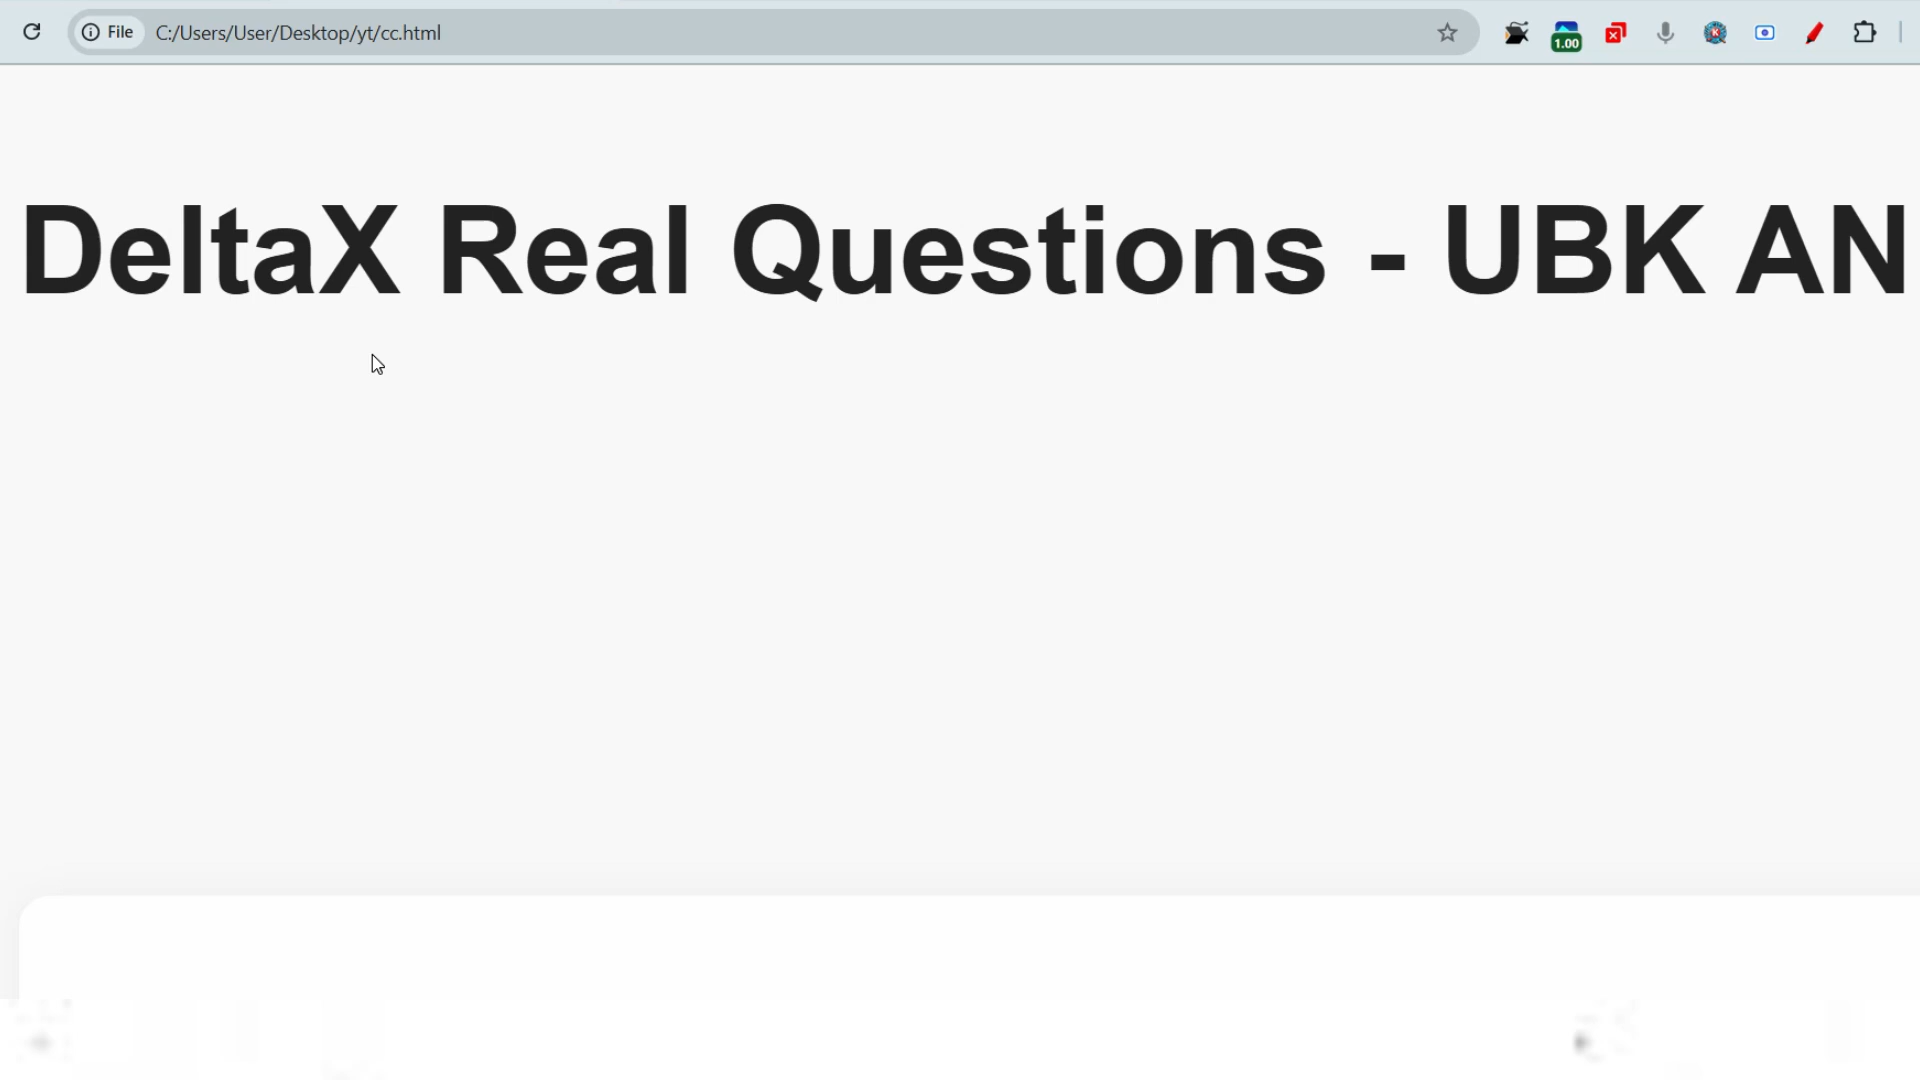 File C:/Users/User/Desktop/yt/cc.html
1.00
K
DeltaX Real Questions - UBK AN